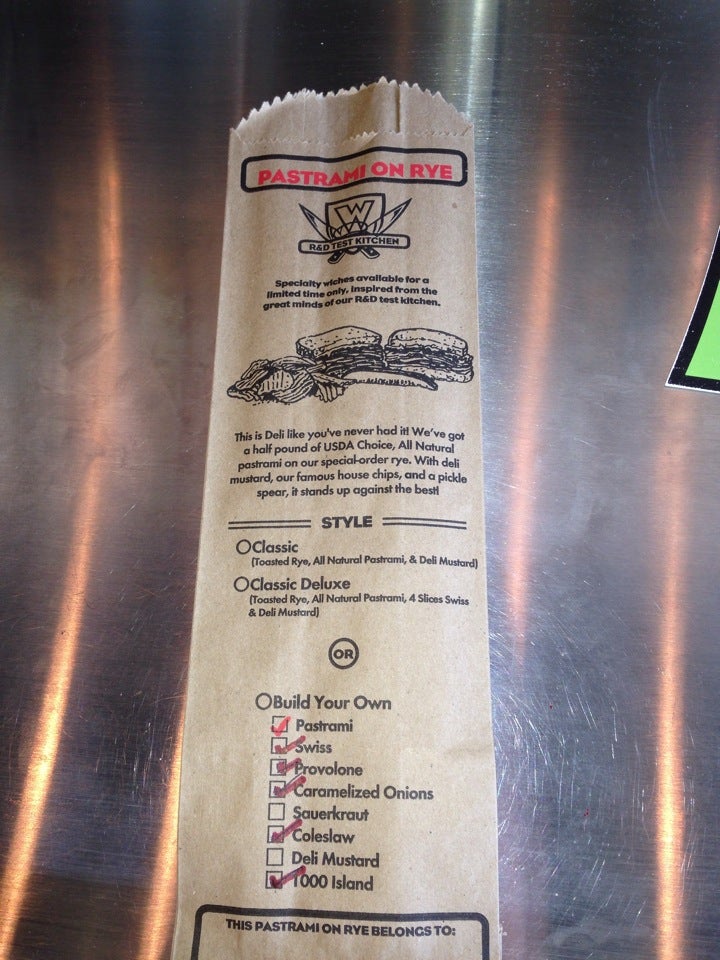 PASTRAMI ON RYE
W
R&D TEST KITCHEN
Specialty wiches available for a
limited time only, inspired from the
great minds of our R&D test kitchen.
This is Deli like you've never had it! We've got
a half pound of USDA Choice, All Natural
pastrami on our special-order rye. With deli
mustard, our famous house chips, and a pickle
spear, it stands up against the best!
STYLE
Classic
(Toasted Rye, All Natural Pastrami, & Deli Mustard)
Classic Deluxe
(Toasted Rye, All Natural Pastrami, 4 Slices Swiss
& Deli Mustard)
OR
Build Your Own
Pastrami
Swiss
Provolone
Caramelized Onions
Sauerkraut
Coleslaw
Deli Mustard
1000 Island
THIS PASTRAMI ON RYE BELONGS TO: